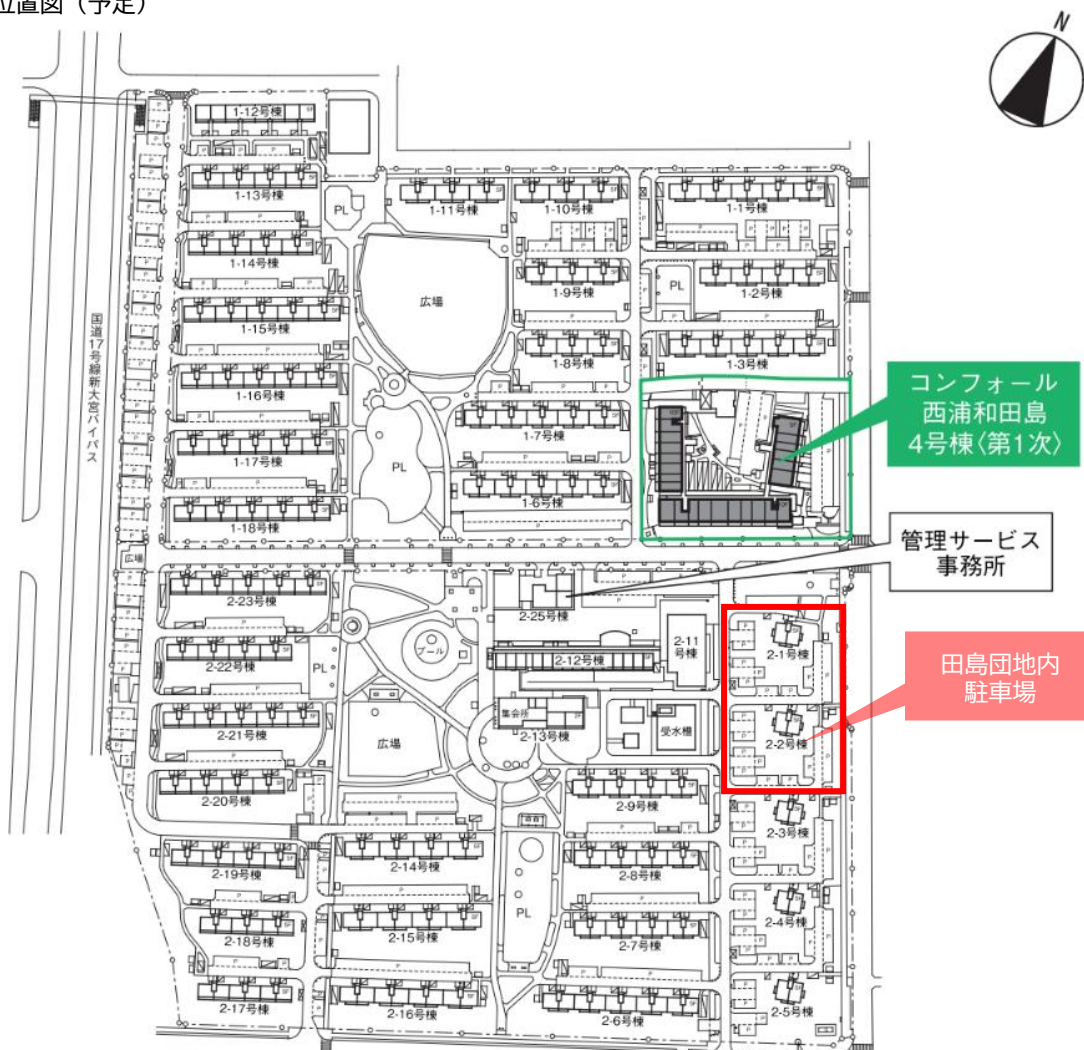 位置図（予定）
N
1-12号棟
1-13号棟
PL
1-11号棟
1-10号棟
1-1号棟
1-14号棟
広場
1-9号棟
PL
1-2号棟
国道17号線新大宮バイパス
1-15号棟
1-8号棟
1-3号棟
1-16号棟
コンフォール
西浦和田島
4号棟〈第1次〉
1-17号棟
PL
1-7号棟
1-18号棟
1-6号棟
管理サービス
事務所
広場
2-23号棟
2-25号棟
2-22号棟
PL
プール
2-12号棟
2-11
号棟
2-1号棟
田島団地内
駐車場
2-21号棟
広場
集会所
2-13号棟
受水槽
2-2号棟
2-20号棟
2-9号棟
2-3号棟
2-19号棟
2-14号棟
2-8号棟
2-18号棟
2-15号棟
PL
2-7号棟
2-4号棟
2-17号棟
2-16号棟
2-6号棟
2-5号棟